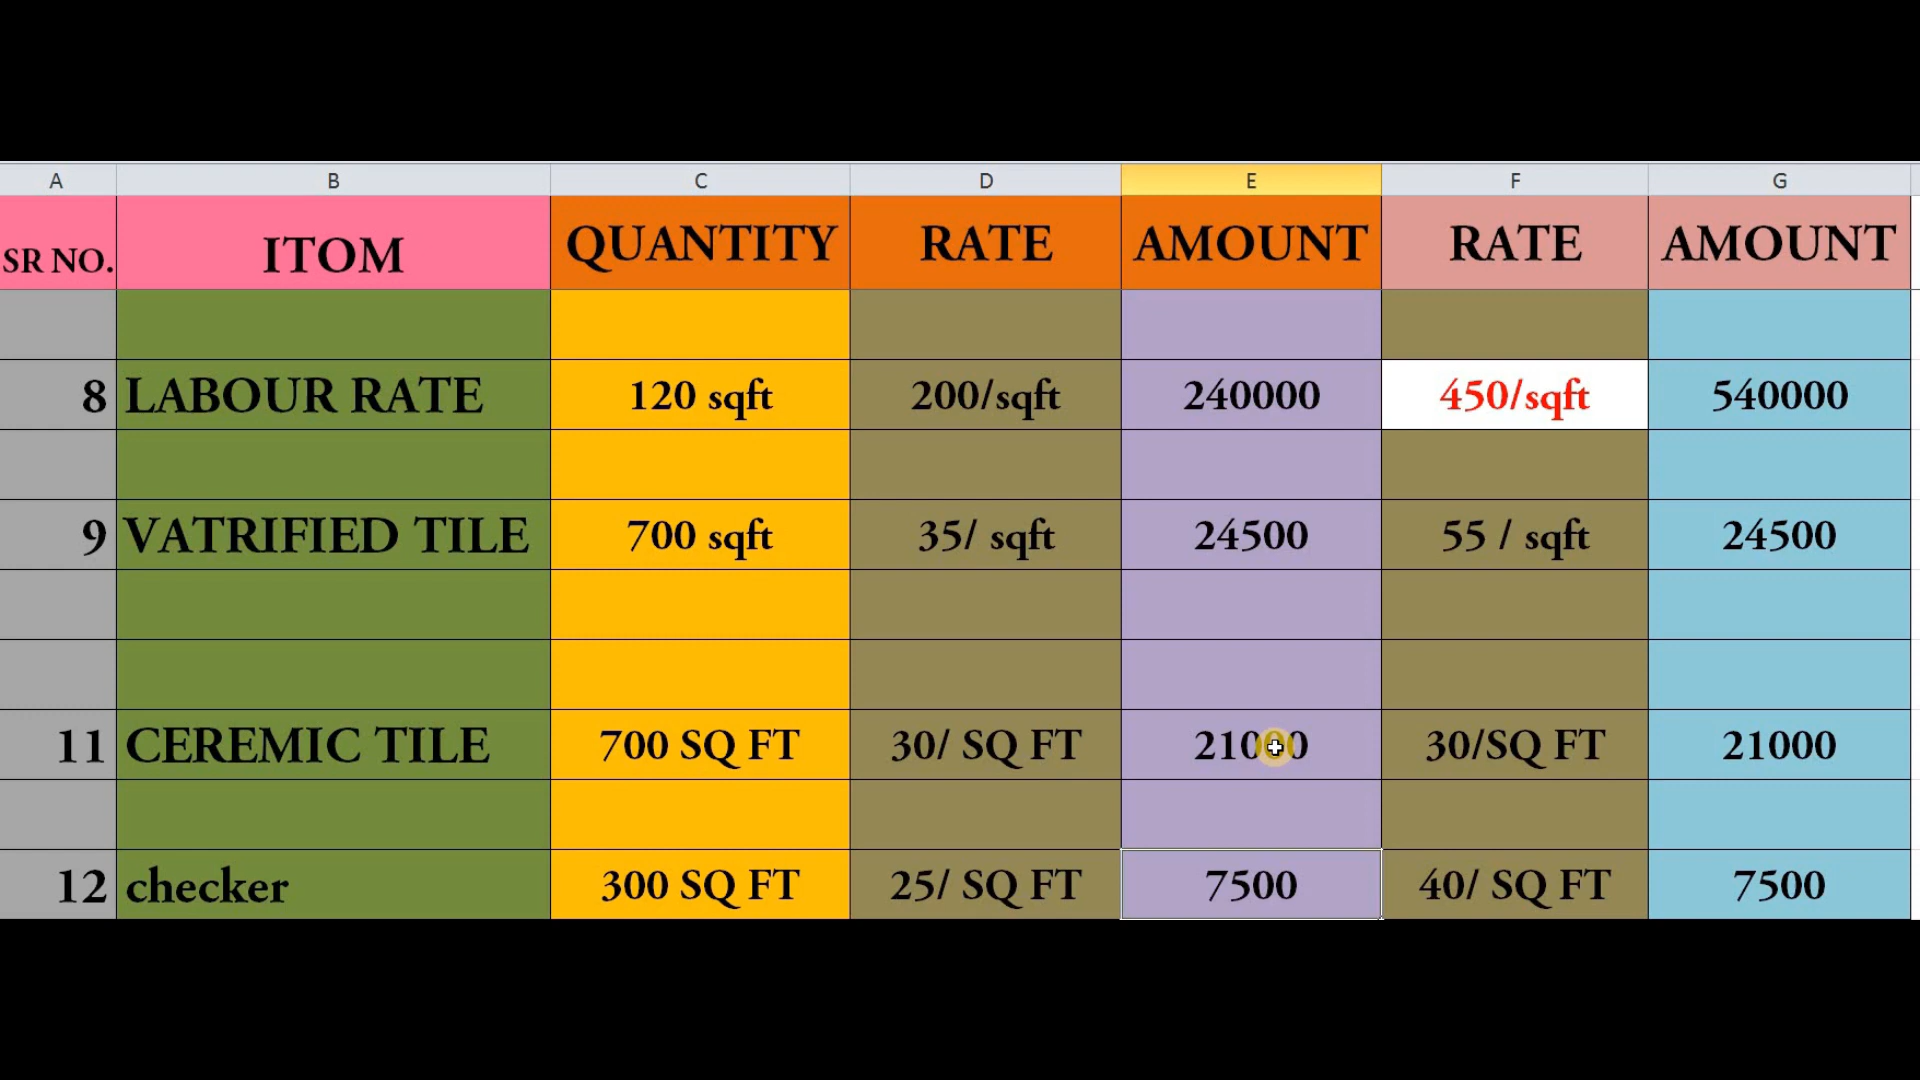 A B C D E F G
SR NO. ITOM QUANTITY RATE AMOUNT RATE AMOUNT
8 LABOUR RATE 120 sqft 200/sqft 240000 450/sqft 540000
9 VATRIFIED TILE 700 sqft 35/ sqft 24500 55 / sqft 24500
11 CEREMIC TILE 700 SQ FT 30/ SQ FT 21000 30/SQ FT 21000
12 checker 300 SQ FT 25/ SQ FT 7500 40/ SQ FT 7500